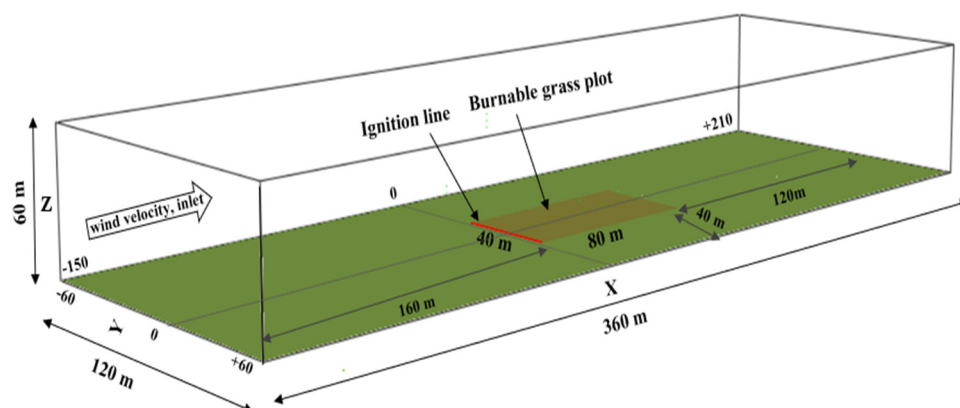 Burnable grass plot
Ignition line
+210
60 m
Z
wind velocity, inlet
0
120m
40 m
40 m
80 m
-150
-60
160 m
X
Y
0
360 m
+60
120 m